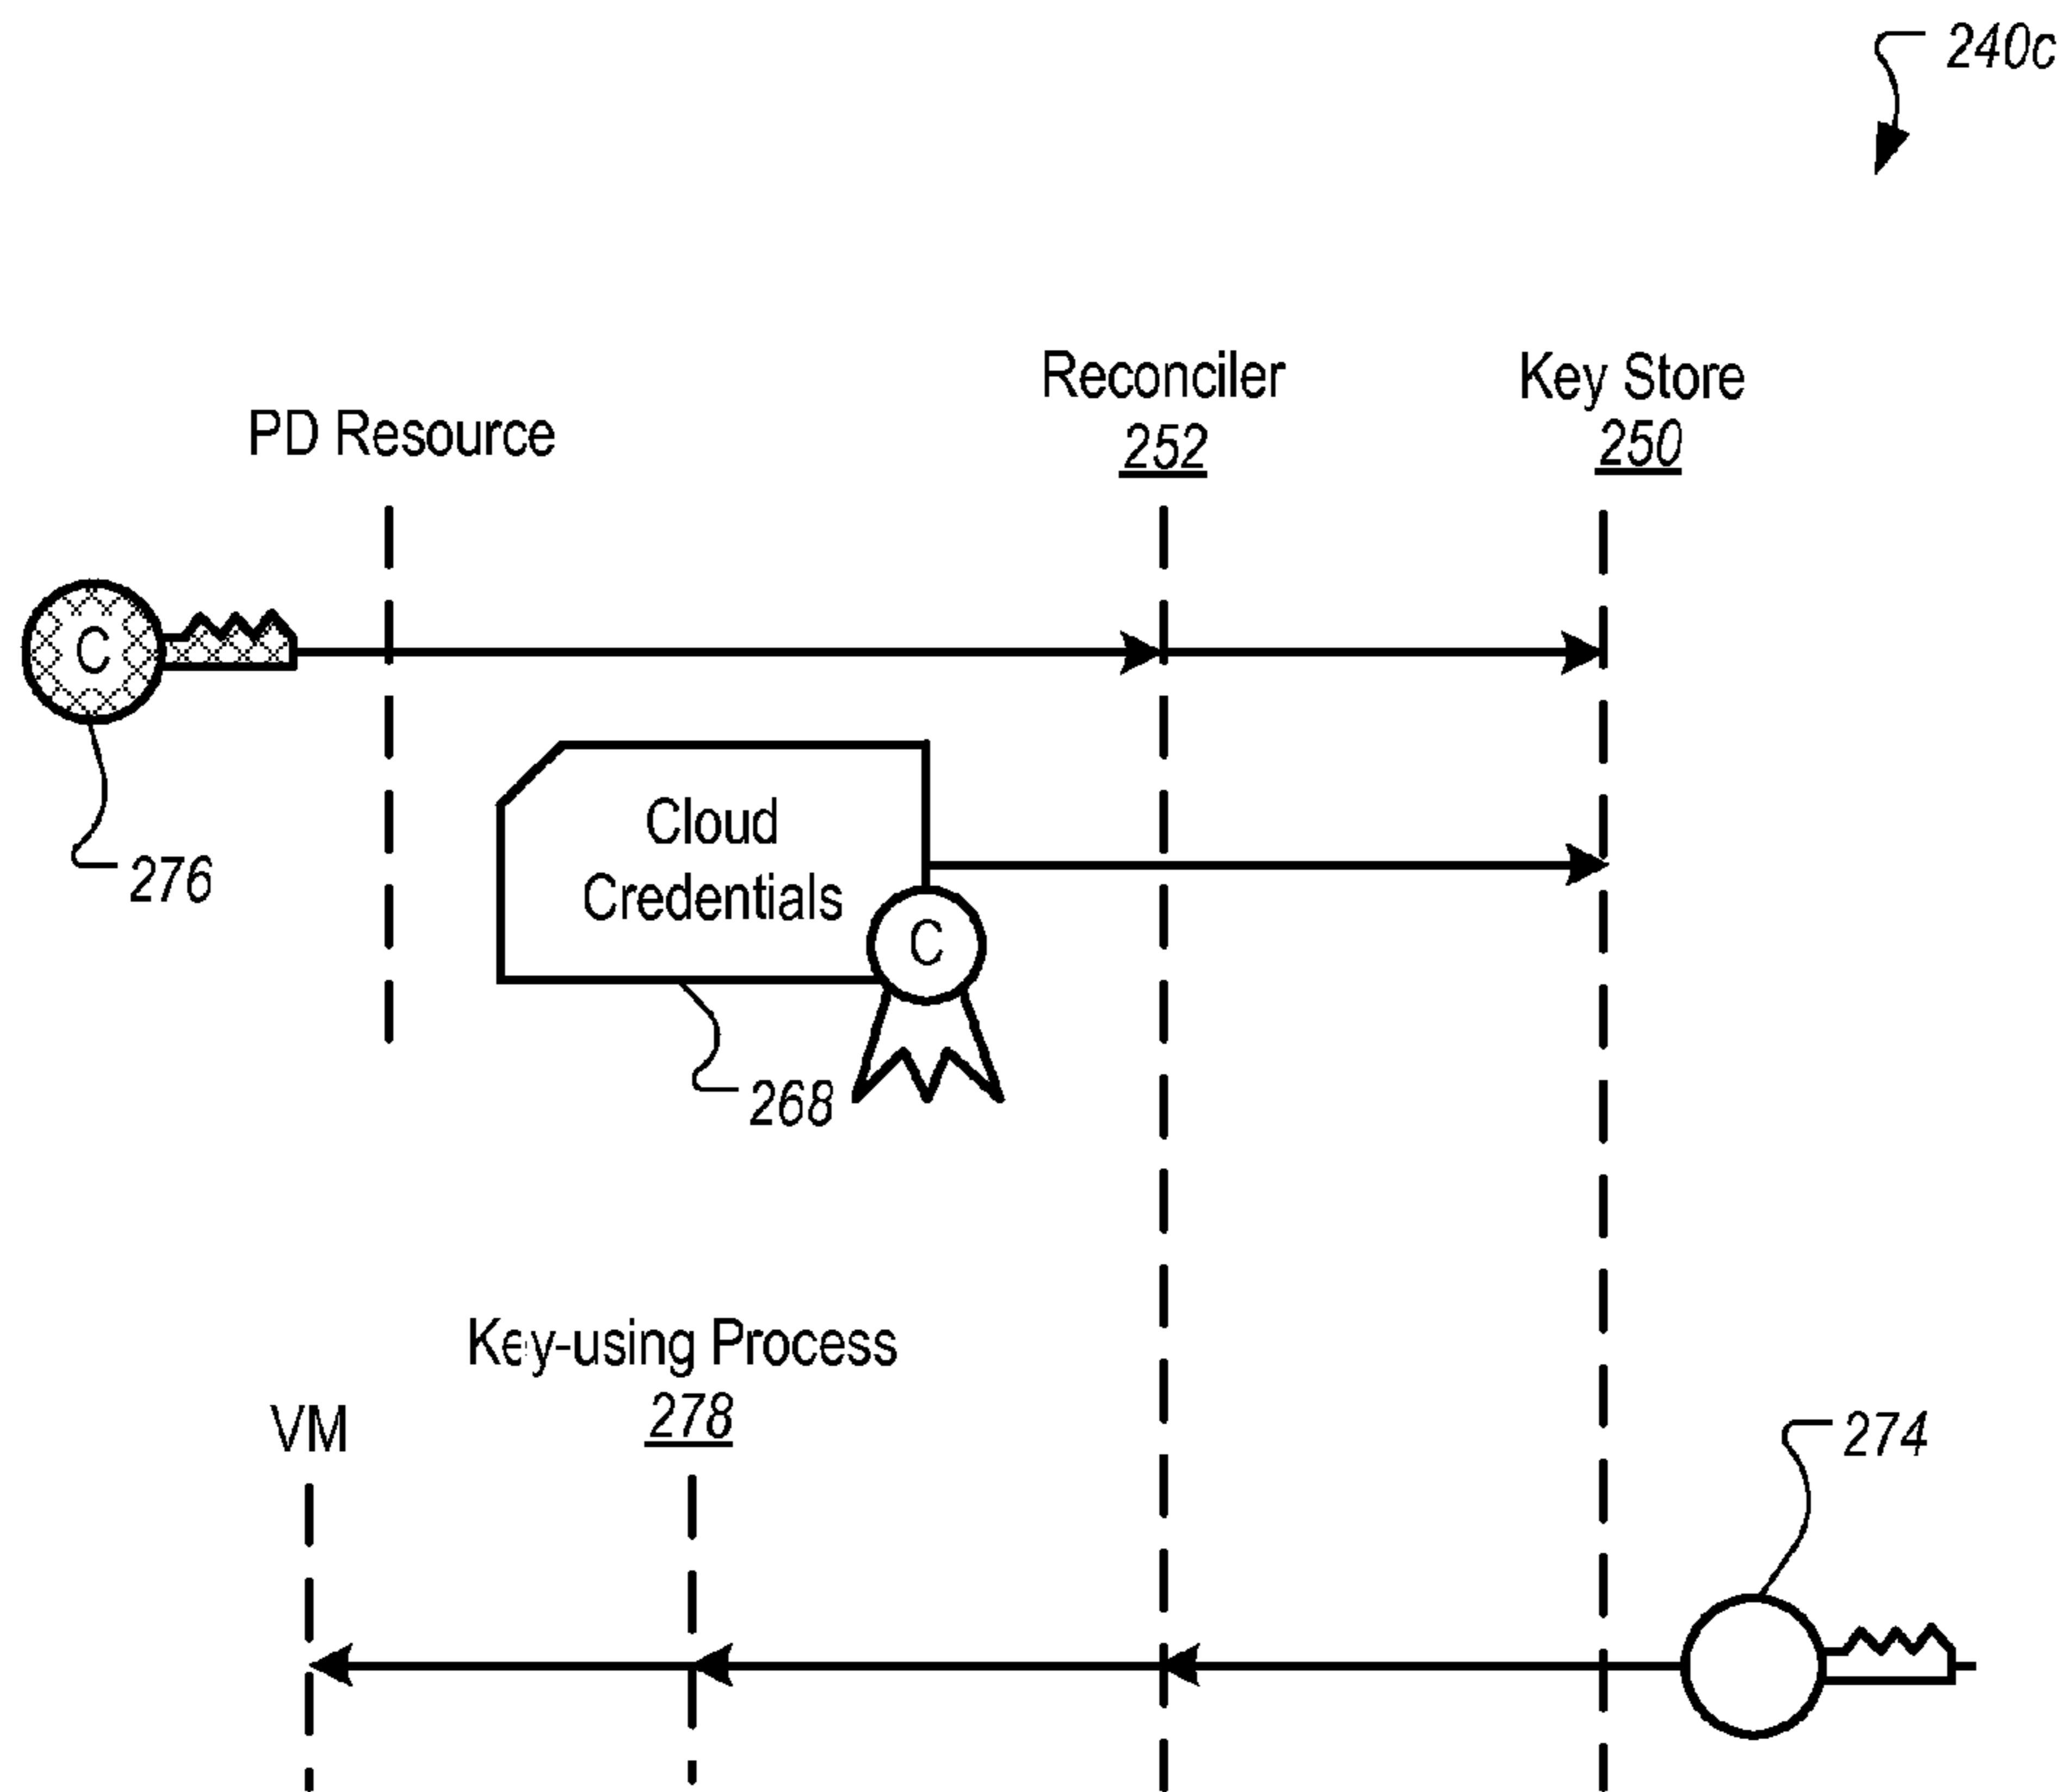 240c
Reconciler
252
Key Store
250
PD Resource
C
276
Cloud
Credentials
C
268
Key-using Process
278
VM
274